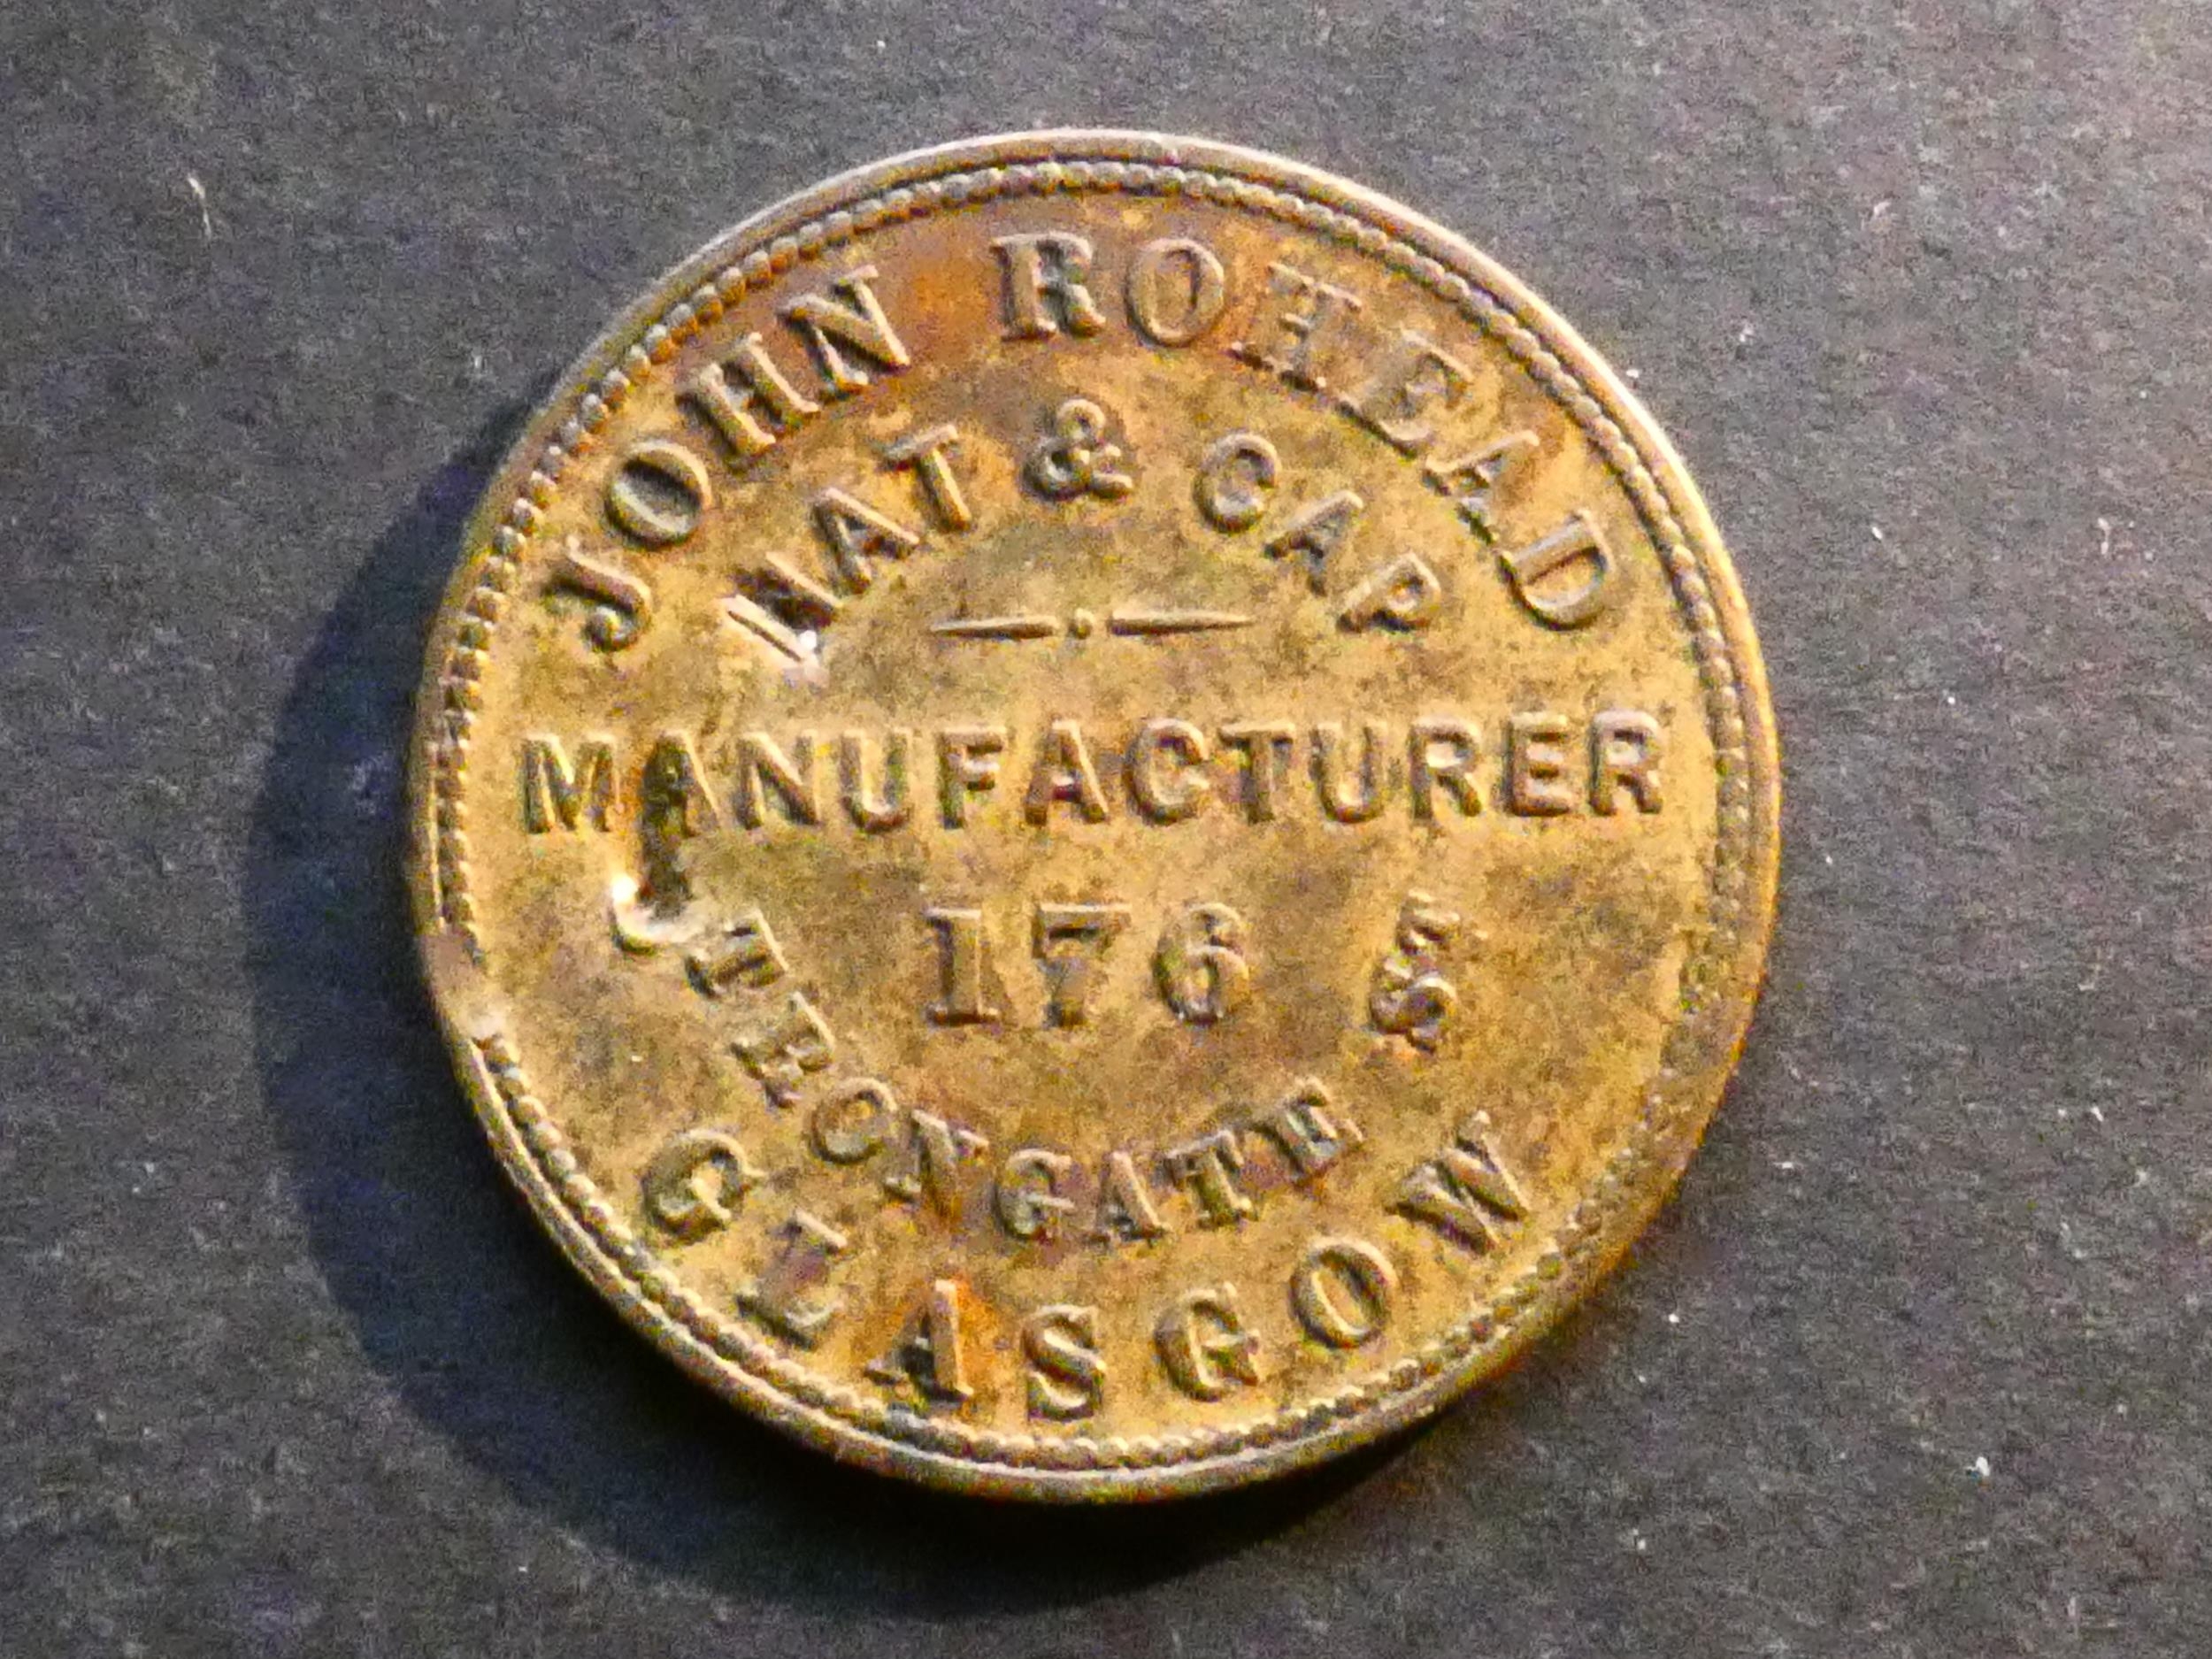 JOHN ROHEAD
HAT & CAP
MANUFACTURER
176
TRONGATE S.T
GLASGOW